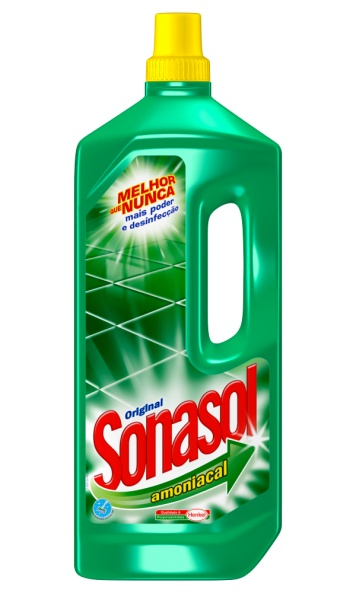 MELHOR
QUE NUNCA
mais poder
e desinfecção
Original
Sonasol
amoniacal
Henkel